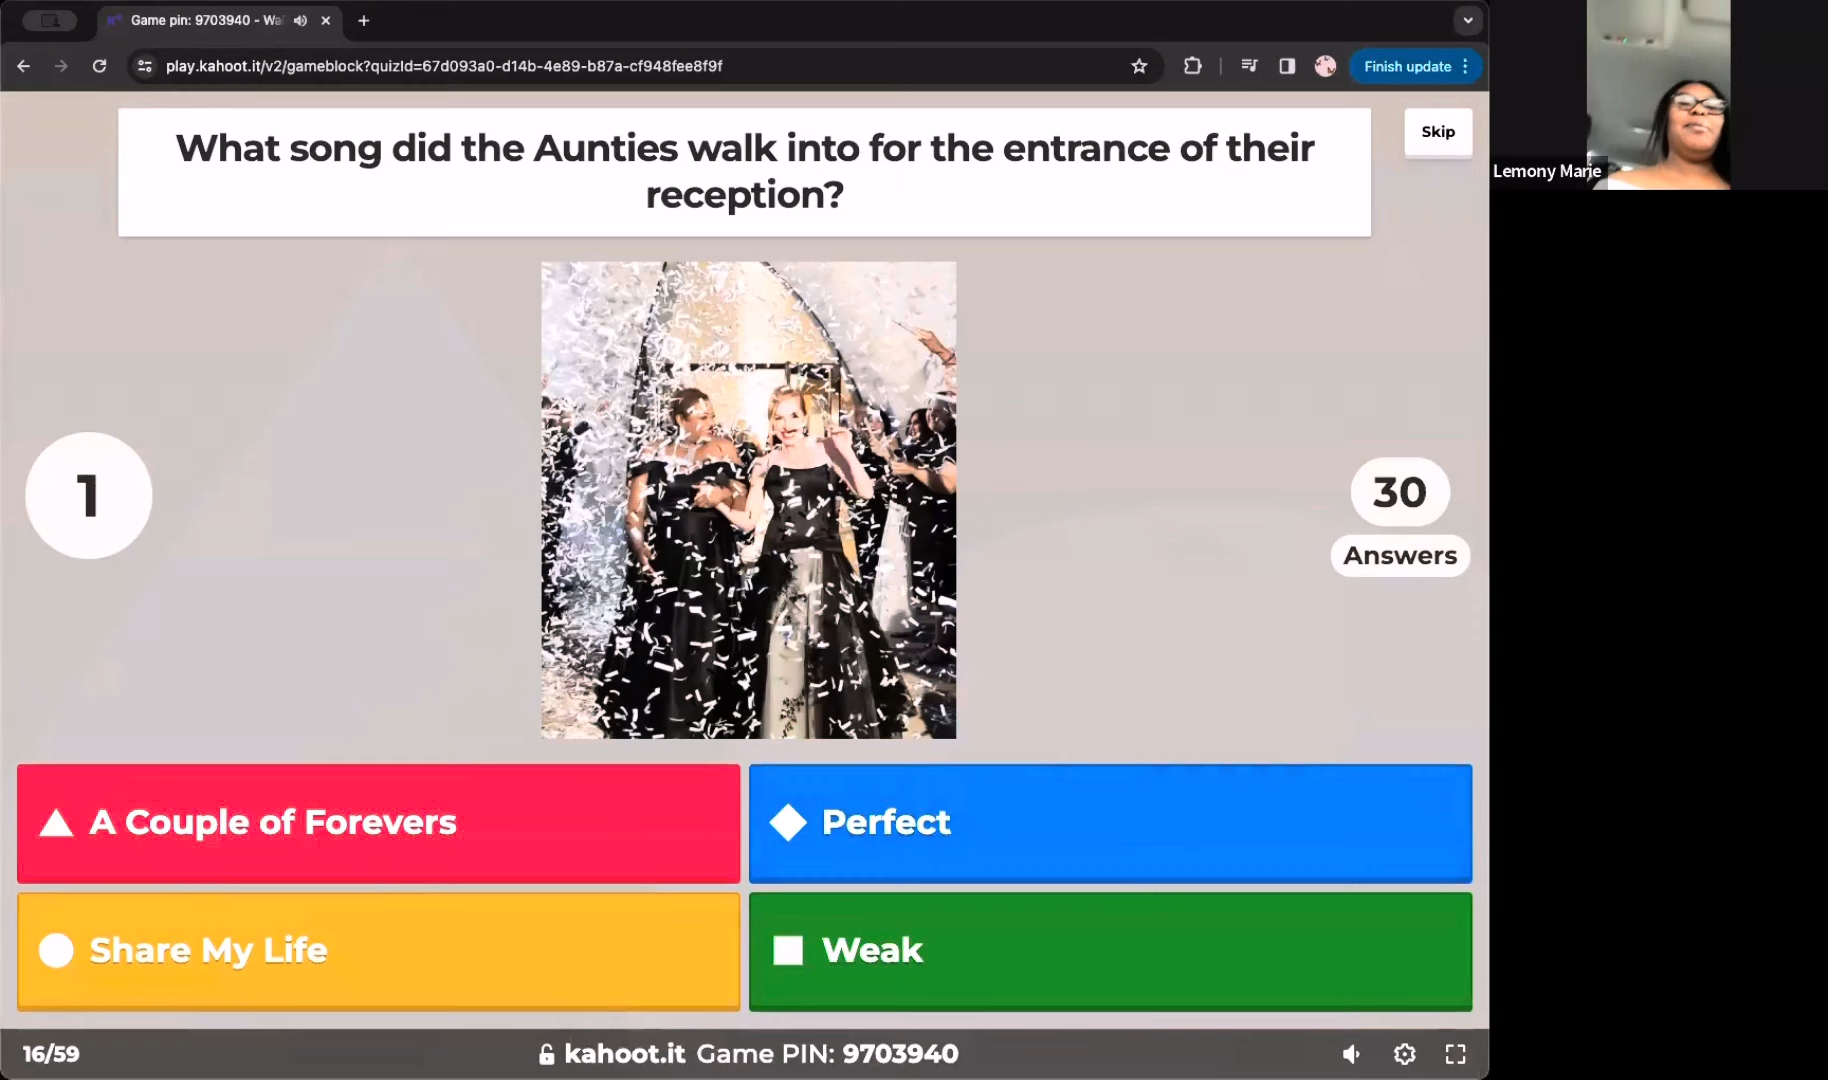 Game pin: 9703940 - Wa
play.kahoot.it/v2/gameblock?quizId=67d093a0-d14b-4e89-b87a-cf948fee8f9f
Finish update
What song did the Aunties walk into for the entrance of their
reception?
Skip
Lemony Marie
1
30
Answers
A Couple of Forevers
Perfect
Share My Life
Weak
16/59
kahoot.it Game PIN: 9703940